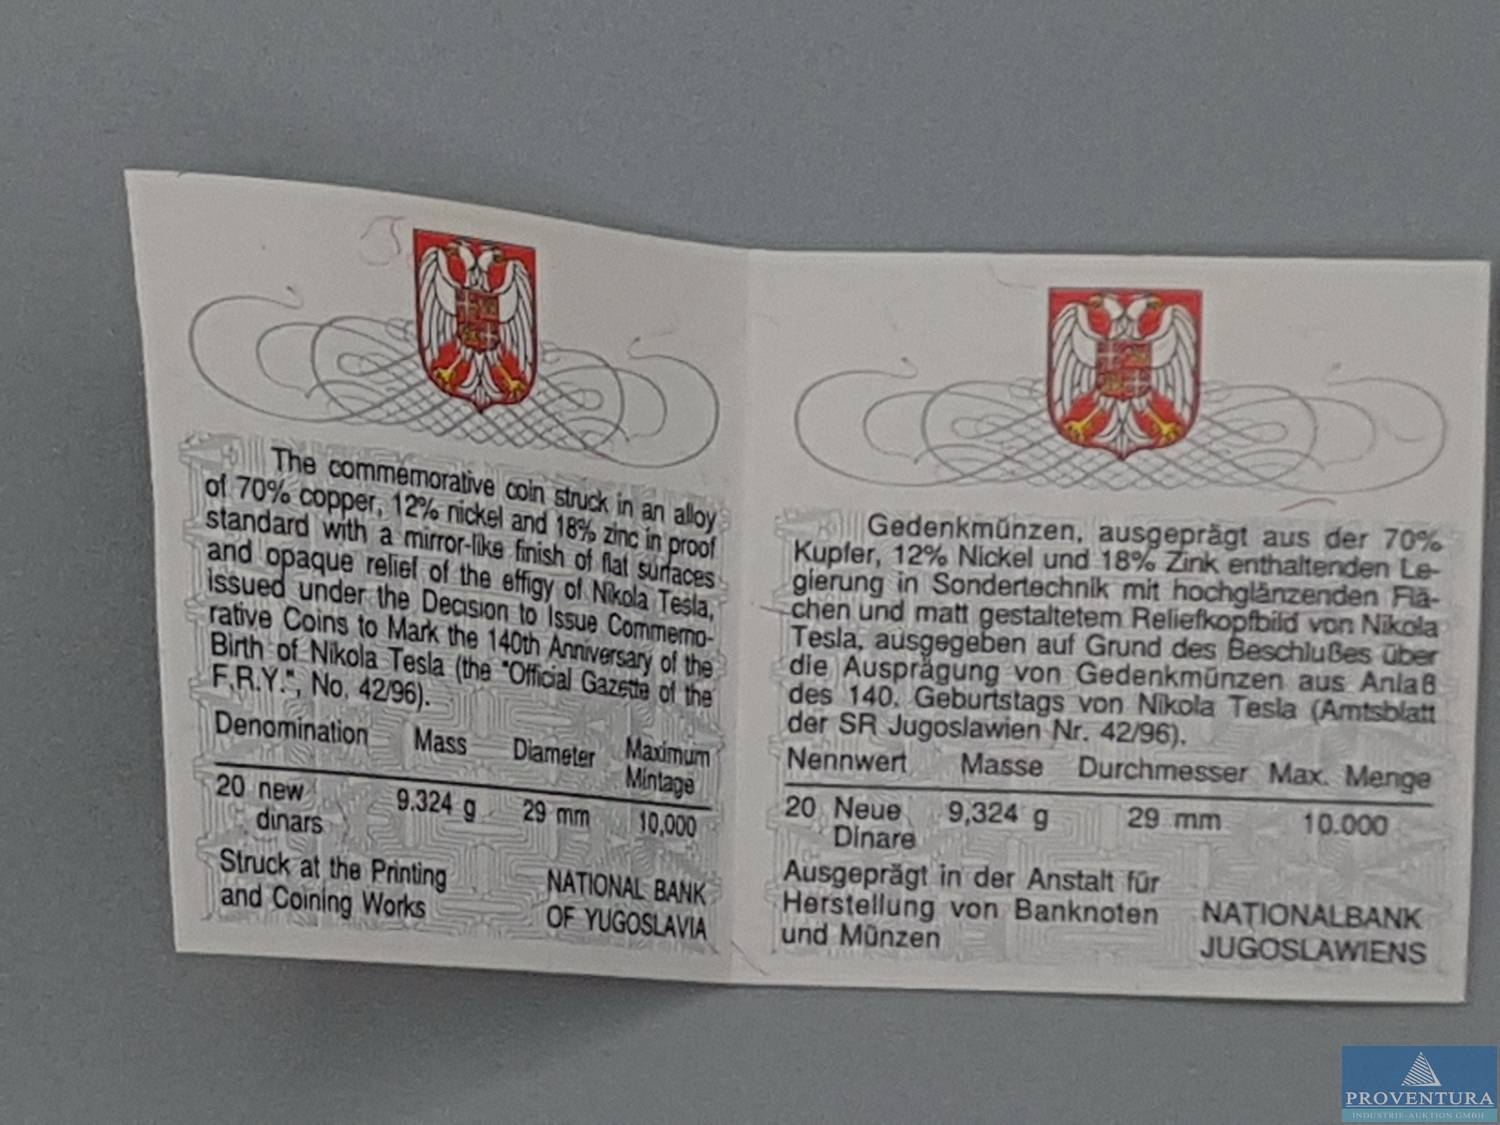 The commemorative coin struck in an alloy
of 70% copper, 12% nickel and 18% zinc in proof
standard with a mirror-like finish of flat surfaces
and opaque relief of the effigy of Nikola Tesla,
issued under the Decision to Issue Commemo-
rative Coins to Mark the 140th Anniversary of the
Birth of Nikola Tesla (the "Official Gazette of the
F.R.Y.", No. 42/96).
Denomination Mass Diameter Maximum
Mintage
20 new 9.324 g 29 mm 10,000
dinars
Struck at the Printing
and Coining Works
NATIONAL BANK
OF YUGOSLAVIA
Gedenkmünzen, ausgeprägt aus der 70%
Kupfer, 12% Nickel und 18% Zink enthaltenden Le-
gierung in Sondertechnik mit hochglänzenden Flä-
chen und matt gestaltetem Reliefkopfbild von Nikola
Tesla, ausgegeben auf Grund des Beschlußes über
die Ausprägung von Gedenkmünzen aus Anlaß
des 140. Geburtstags von Nikola Tesla (Amtsblatt
der SR Jugoslawien Nr. 42/96).
Nennwert Masse Durchmesser Max. Menge
20 Neue 9,324 g 29 mm 10.000
Dinare
Ausgeprägt in der Anstalt für
Herstellung von Banknoten
und Münzen
NATIONALBANK
JUGOSLAWIENS
PROVENTURA
INDUSTRIE-AUKTION GMBH